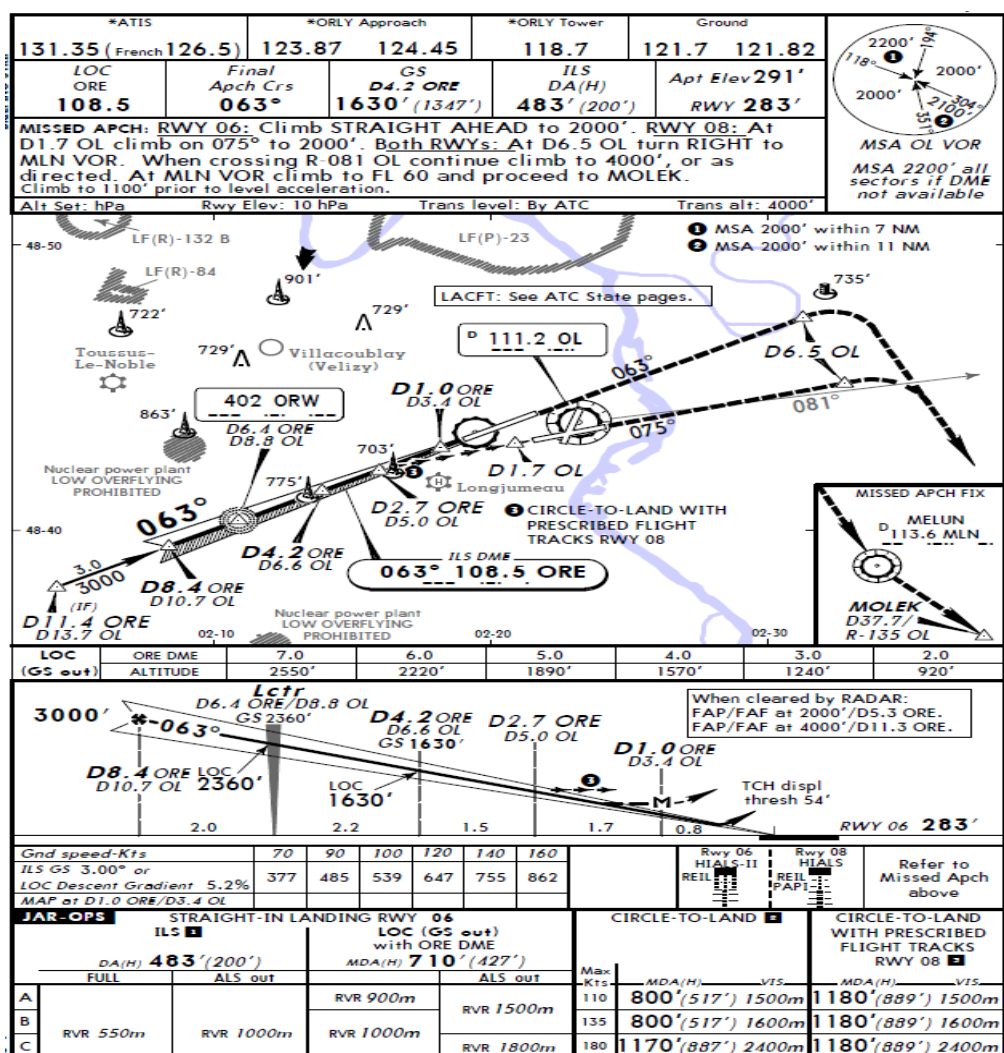 *ATIS *ORLY Approach *ORLY Tower Ground
131.35 (French 126.5) 123.87 124.45 118.7 121.7 121.82
LOC ORE 108.5
Final Apch Crs 063°
GS D4.2 ORE 1630' (1347')
ILS DA(H) 483' (200')
Apt Elev 291'
RWY 283'
MISSED APCH: RWY 06: Climb STRAIGHT AHEAD to 2000'. RWY 08: At
D1.7 OL climb on 075° to 2000'. Both RWYs: At D6.5 OL turn RIGHT to
MLN VOR. When crossing R-081 OL continue climb to 4000', or as
directed. At MLN VOR climb to FL 60 and proceed to MOLEK.
Climb to 1100' prior to level acceleration.
Alt Set: hPa Rwy Elev: 10 hPa Trans level: By ATC Trans alt: 4000'
2200' 194°
118° 1 2000'
2000' 304°
2100'
351° 2
MSA OL VOR
MSA 2200' all
sectors if DME
not available
48-50
LF(R)-132 B
LF(P)-23
1 MSA 2000' within 7 NM
2 MSA 2000' within 11 NM
LF(R)-84
901'
735'
LACFT: See ATC State pages.
722'
729'
D 111.2 OL
Toussus-
Le-Noble
729'
Villacoublay
(Velizy)
D6.5 OL
063°
081°
075°
402 ORW
D6.4 ORE
D8.8 OL
D1.0 ORE
D3.4 OL
863'
703'
D1.7 OL
Nuclear power plant
LOW OVERFLYING
PROHIBITED
775'
3
H Longjumeau
MISSED APCH FIX
D2.7 ORE
D5.0 OL
3 CIRCLE-TO-LAND WITH
PRESCRIBED FLIGHT
TRACKS RWY 08
MELUN
D 113.6 MLN
48-40
063°
D4.2 ORE
D6.6 OL
ILS DME
063° 108.5 ORE
3.0
3000
D8.4 ORE
D10.7 OL
(IF)
D11.4 ORE
D13.7 OL
MOLEK
D37.7/
R-135 OL
Nuclear power plant
LOW OVERFLYING
PROHIBITED
02-10 02-20 02-30
LOC ORE DME 7.0 6.0 5.0 4.0 3.0 2.0
(GS out) ALTITUDE 2550' 2220' 1890' 1570' 1240' 920'
Lctr
D6.4 ORE/D8.8 OL
GS 2360'
3000'
063°
D4.2 ORE
D6.6 OL
GS 1630'
D2.7 ORE
D5.0 OL
When cleared by RADAR:
FAP/FAF at 2000'/D5.3 ORE.
FAP/FAF at 4000'/D11.3 ORE.
D1.0 ORE
D3.4 OL
D8.4 ORE
D10.7 OL
LOC
2360'
LOC
1630'
3
M
TCH displ
thresh 54'
2.0 2.2 1.5 1.7 0.8 RWY 06 283'
Gnd speed-Kts 70 90 100 120 140 160
ILS GS 3.00° or
LOC Descent Gradient 5.2% 377 485 539 647 755 862
MAP at D1.0 ORE/D3.4 OL
Rwy 06
HIALS-II
REIL
Rwy 08
HIALS
REIL
PAPI
Refer to
Missed Apch
above
JAR-OPS STRAIGHT-IN LANDING RWY 06
ILS 1
DA(H) 483' (200')
FULL ALS out
LOC (GS out)
with ORE DME
MDA(H) 710' (427')
ALS out
CIRCLE-TO-LAND 2
CIRCLE-TO-LAND
WITH PRESCRIBED
FLIGHT TRACKS
RWY 08 3
Max
Kts MDA(H) VIS MDA(H) VIS
A RVR 900m 110 800' (517') 1500m 1180' (889') 1500m
RVR 1500m
B 135 800' (517') 1600m 1180' (889') 1600m
RVR 550m RVR 1000m RVR 1000m
C RVR 1800m 180 1170' (887') 2400m 1180' (889') 2400m